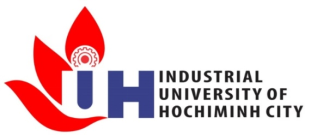 IUH
INDUSTRIAL
UNIVERSITY OF
HOCHIMINH CITY